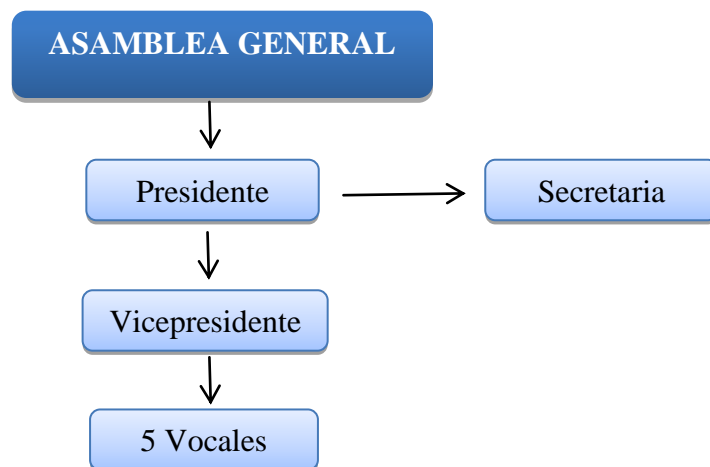 ASAMBLEA GENERAL
Presidente
Secretaria
Vicepresidente
5 Vocales